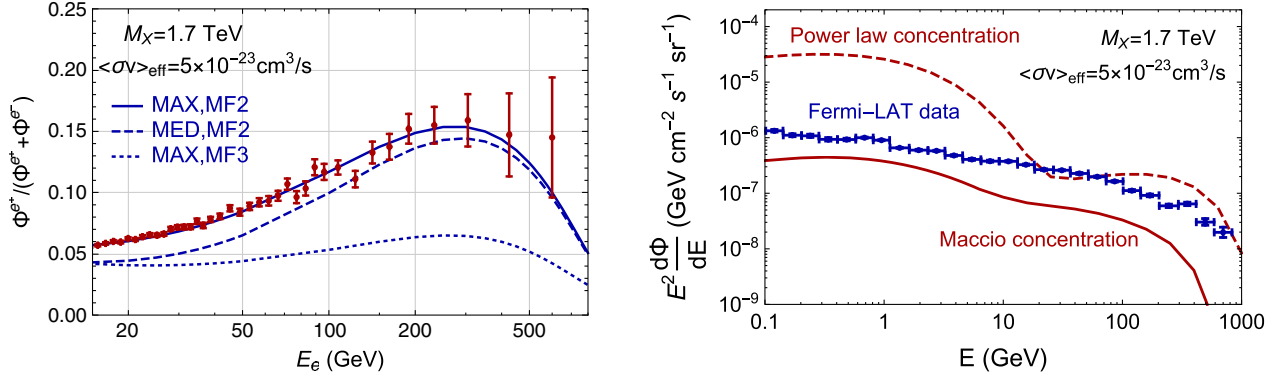 M_X=1.7 TeV
<σv>_eff=5×10^−23 cm^3/s
MAX,MF2
MED,MF2
MAX,MF3
Φ^e+/(Φ^e++Φ^e−)
0.25
0.20
0.15
0.10
0.05
0.00
20
50
100
200
500
E_e (GeV)
Power law concentration
M_X=1.7 TeV
<σv>_eff=5×10^−23 cm^3/s
Fermi−LAT data
Maccio concentration
E^2 dΦ/dE (GeV cm^−2 s^−1 sr^−1)
10^−4
10^−5
10^−6
10^−7
10^−8
10^−9
0.1
1
10
100
1000
E (GeV)